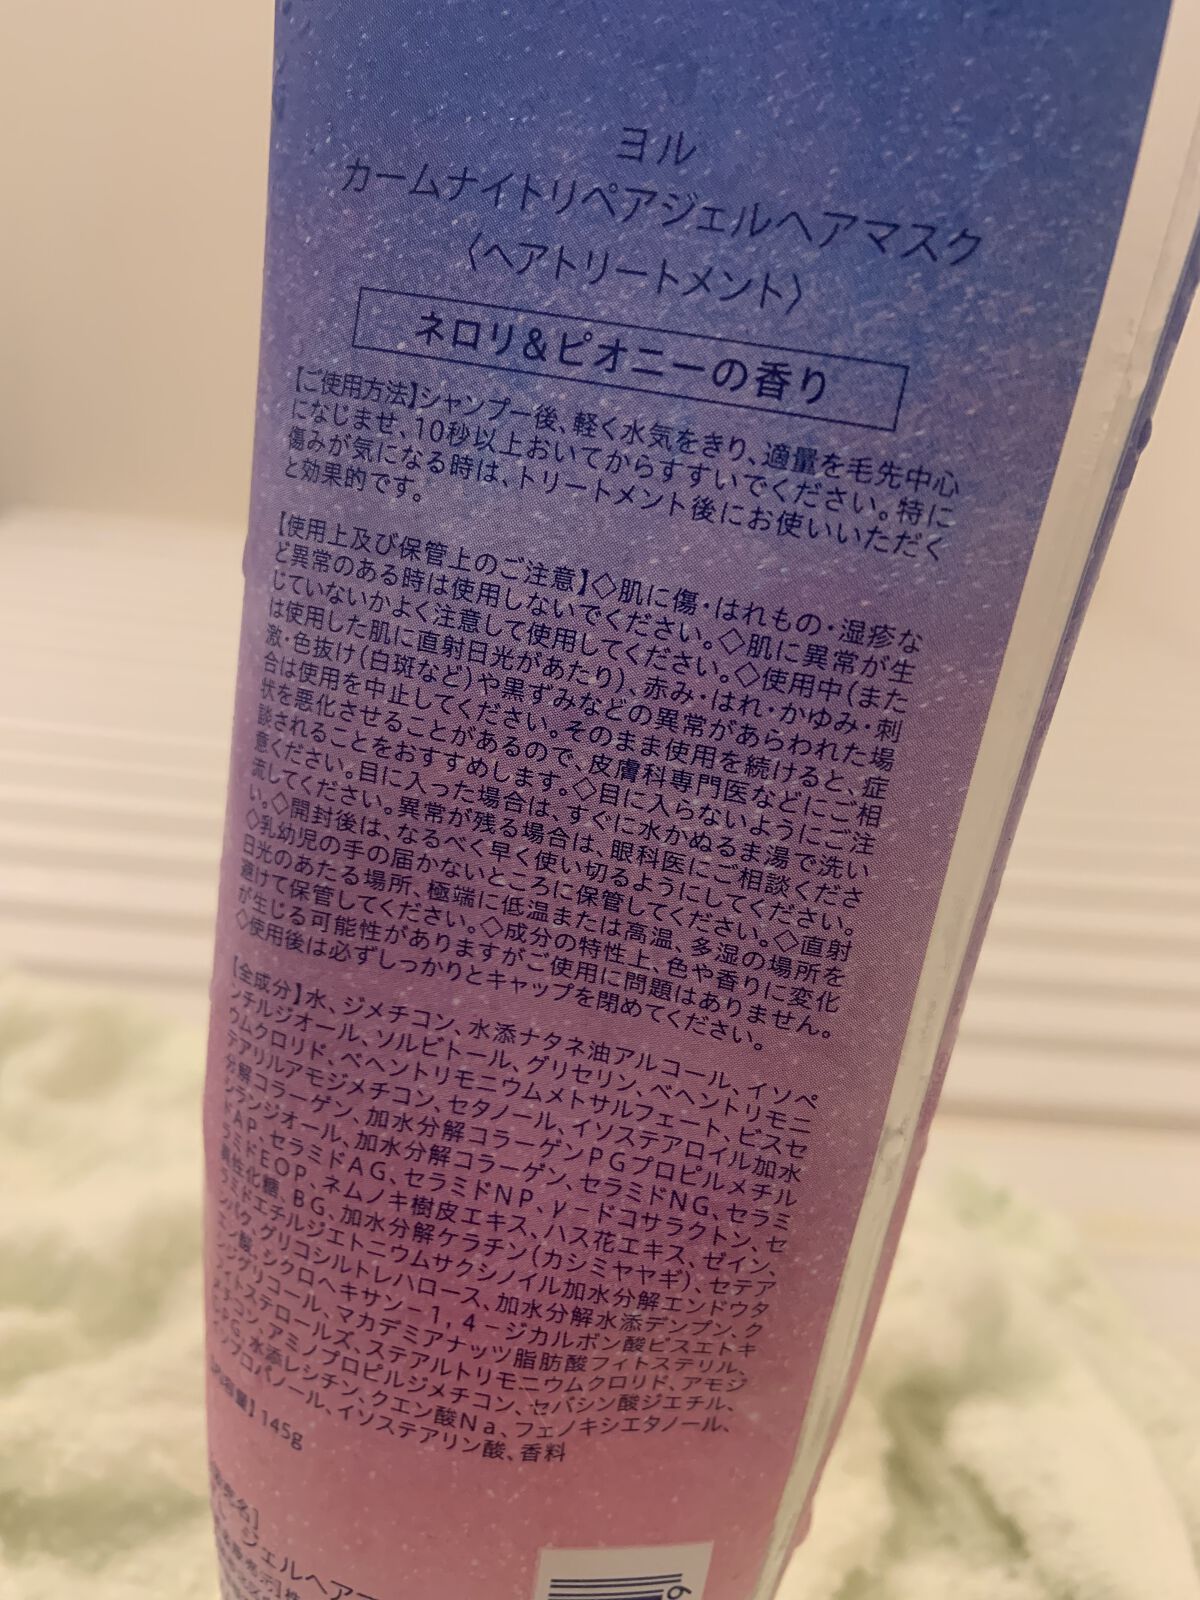 ヨル
カームナイトリペアジェルヘアマスク
〈ヘアトリートメント〉
ネロリ&ピオニーの香り
【ご使用方法】シャンプー後、軽く水気をきり、適量を毛先中心
になじませ、10秒以上おいてからすすいでください。特に
傷みが気になる時は、トリートメント後にお使いいただく
と効果的です。
【使用上及び保管上のご注意】◇肌に傷・はれもの・湿疹な
ど異常のある時は使用しないでください。◇肌に異常が生
じていないかよく注意して使用してください。◇使用中(また
は使用した肌に直射日光があたり)、赤み・はれ・かゆみ・刺
激・色抜け(白斑など)や黒ずみなどの異常があらわれた場
合は使用を中止してください。そのまま使用を続けると、症
状を悪化させることがあるので、皮膚科専門医などにご相
談されることをおすすめします。◇目に入らないようにご注
意ください。目に入った場合は、すぐに水かぬるま湯で洗い
流してください。異常が残る場合は、眼科医にご相談くださ
い。◇開封後は、なるべく早く使い切るようにしてください。
◇乳幼児の手の届かないところに保管してください。◇直射
日光のあたる場所、極端に低温または高温、多湿の場所を
避けて保管してください。◇成分の特性上、色や香りに変化
が生じる可能性がありますがご使用に問題はありません。
◇使用後は必ずしっかりとキャップを閉めてください。
【全成分】水、ジメチコン、水添ナタネ油アルコール、イソペ
ンチルジオール、ソルビトール、グリセリン、ベヘントリモニ
ウムクロリド、ベヘントリモニウムメトサルフェート、ビスセ
テアリルアモジメチコン、セタノール、イソステアロイル加水
分解コラーゲン、加水分解コラーゲンPGプロピルメチル
シランジオール、加水分解コラーゲン、セラミドNG、セラミ
ドAP、セラミドAG、セラミドNP、γ-ドコサラクトン、セ
ラミドEOP、ネムノキ樹皮エキス、ハス花エキス、ゼイン、
異性化糖、BG、加水分解ケラチン(カシミヤヤギ)、セテア
ラミドエチルジエトニウムサクシノイル加水分解エンドウタ
ンパク、グリコシルトレハロース、加水分解水添デンプン、ク
エン酸、シクロヘキサン-1,4-ジカルボン酸ビスエトキ
シジグリコール、マカデミアナッツ脂肪酸フィトステリル、
フィトステロールズ、ステアルトリモニウムクロリド、アモジ
メチコン、アミノプロピルジメチコン、セバシン酸ジエチル、
DPG、水添レシチン、クエン酸Na、フェノキシエタノール、
イソプロパノール、イソステアリン酸、香料
145g
ジェルヘア
6